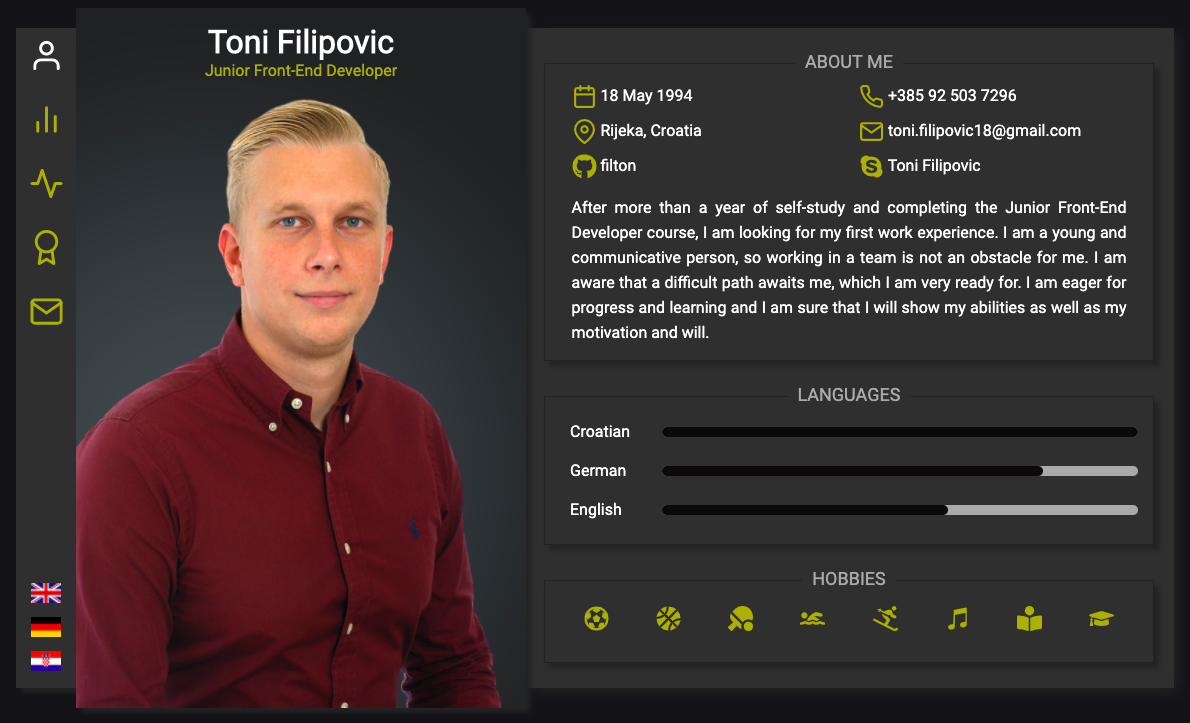 Toni Filipovic
Junior Front-End Developer
ABOUT ME
18 May 1994
+385 92 503 7296
Rijeka, Croatia
toni.filipovic18@gmail.com
filton
Toni Filipovic
After more than a year of self-study and completing the Junior Front-End
Developer course, I am looking for my first work experience. I am a young and
communicative person, so working in a team is not an obstacle for me. I am
aware that a difficult path awaits me, which I am very ready for. I am eager for
progress and learning and I am sure that I will show my abilities as well as my
motivation and will.
LANGUAGES
Croatian
German
English
HOBBIES